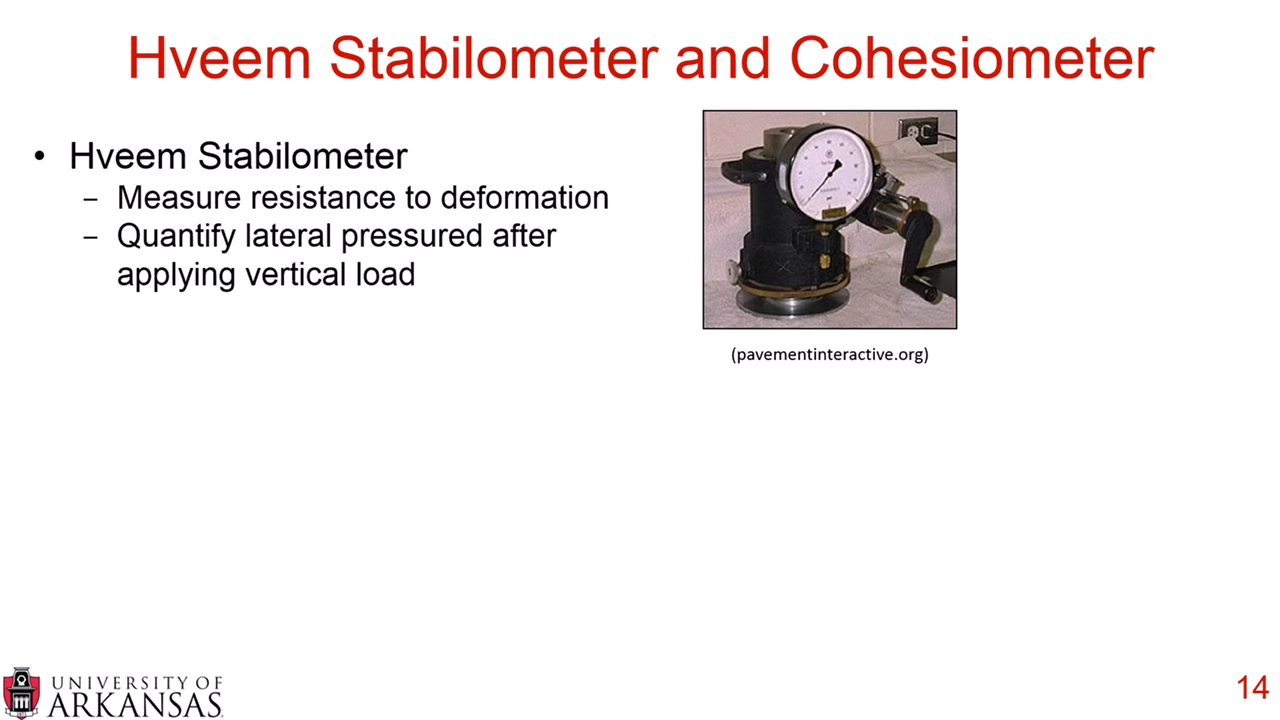 Hveem Stabilometer and Cohesiometer
• Hveem Stabilometer
– Measure resistance to deformation
– Quantify lateral pressured after
applying vertical load
(pavementinteractive.org)
UNIVERSITY OF
ARKANSAS
14